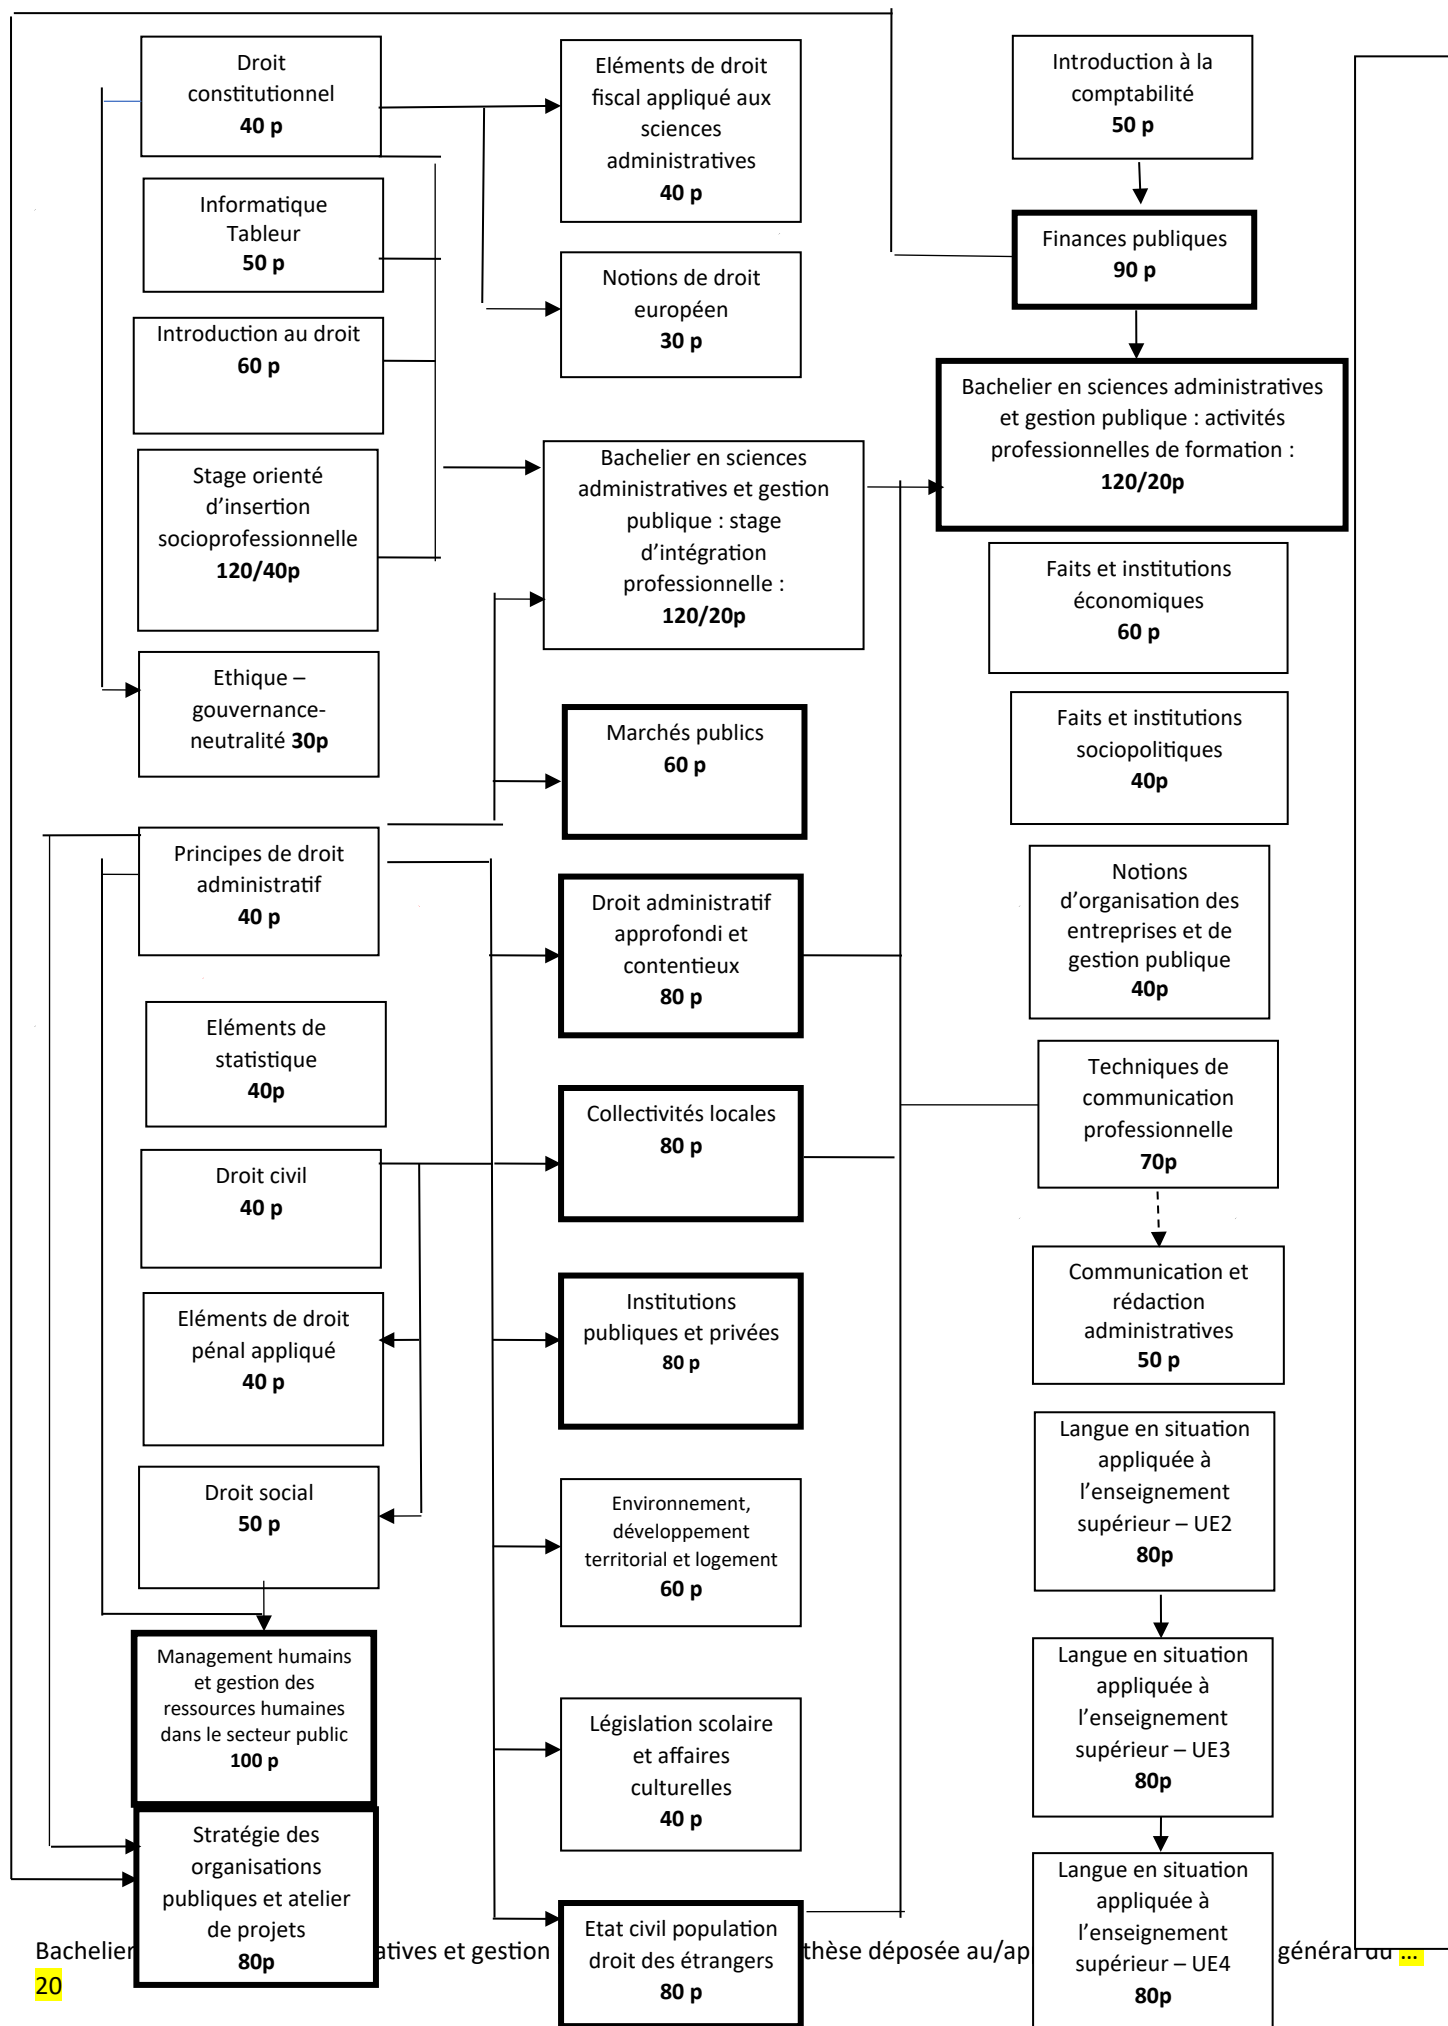 Droit
constitutionnel
40 p
Informatique
Tableur
50 p
Introduction au droit
60 p
Stage orienté
d’insertion
socioprofessionnelle
120/40p
Ethique –
gouvernance-
neutralité 30p
Principes de droit
administratif
40 p
Eléments de
statistique
40p
Droit civil
40 p
Eléments de droit
pénal appliqué
40 p
Droit social
50 p
Management humains
et gestion des
ressources humaines
dans le secteur public
100 p
Stratégie des
organisations
publiques et atelier
de projets
80p
Eléments de droit
fiscal appliqué aux
sciences
administratives
40 p
Notions de droit
européen
30 p
Bachelier en sciences
administratives et gestion
publique : stage
d’intégration
professionnelle :
120/20p
Marchés publics
60 p
Droit administratif
approfondi et
contentieux
80 p
Collectivités locales
80 p
Institutions
publiques et privées
80 p
Environnement,
développement
territorial et logement
60 p
Législation scolaire
et affaires
culturelles
40 p
Etat civil population
droit des étrangers
80 p
Introduction à la
comptabilité
50 p
Finances publiques
90 p
Bachelier en sciences administratives
et gestion publique : activités
professionnelles de formation :
120/20p
Faits et institutions
économiques
60 p
Faits et institutions
sociopolitiques
40p
Notions
d’organisation des
entreprises et de
gestion publique
40p
Techniques de
communication
professionnelle
70p
Communication et
rédaction
administratives
50 p
Langue en situation
appliquée à
l’enseignement
supérieur – UE2
80p
Langue en situation
appliquée à
l’enseignement
supérieur – UE3
80p
Langue en situation
appliquée à
l’enseignement
supérieur – UE4
80p
Bachelier atives et gestion thèse déposée au/ap général du ...
20